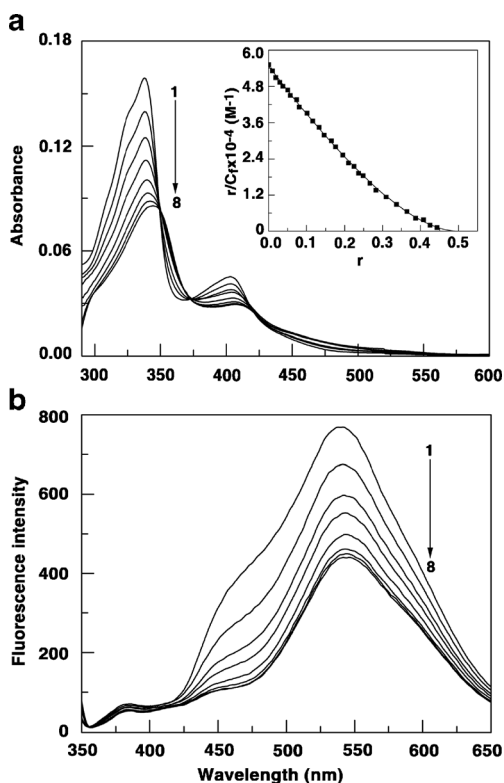 a
0.18
0.12
0.06
0.00
Absorbance
300 350 400 450 500 550 600
1
8
6.0
4.8
3.6
2.4
1.2
0
r/Cfx10-4 (M-1)
0.0 0.1 0.2 0.3 0.4 0.5
r
b
800
600
400
200
0
Fluorescence intensity
1
8
350 400 450 500 550 600 650
Wavelength (nm)